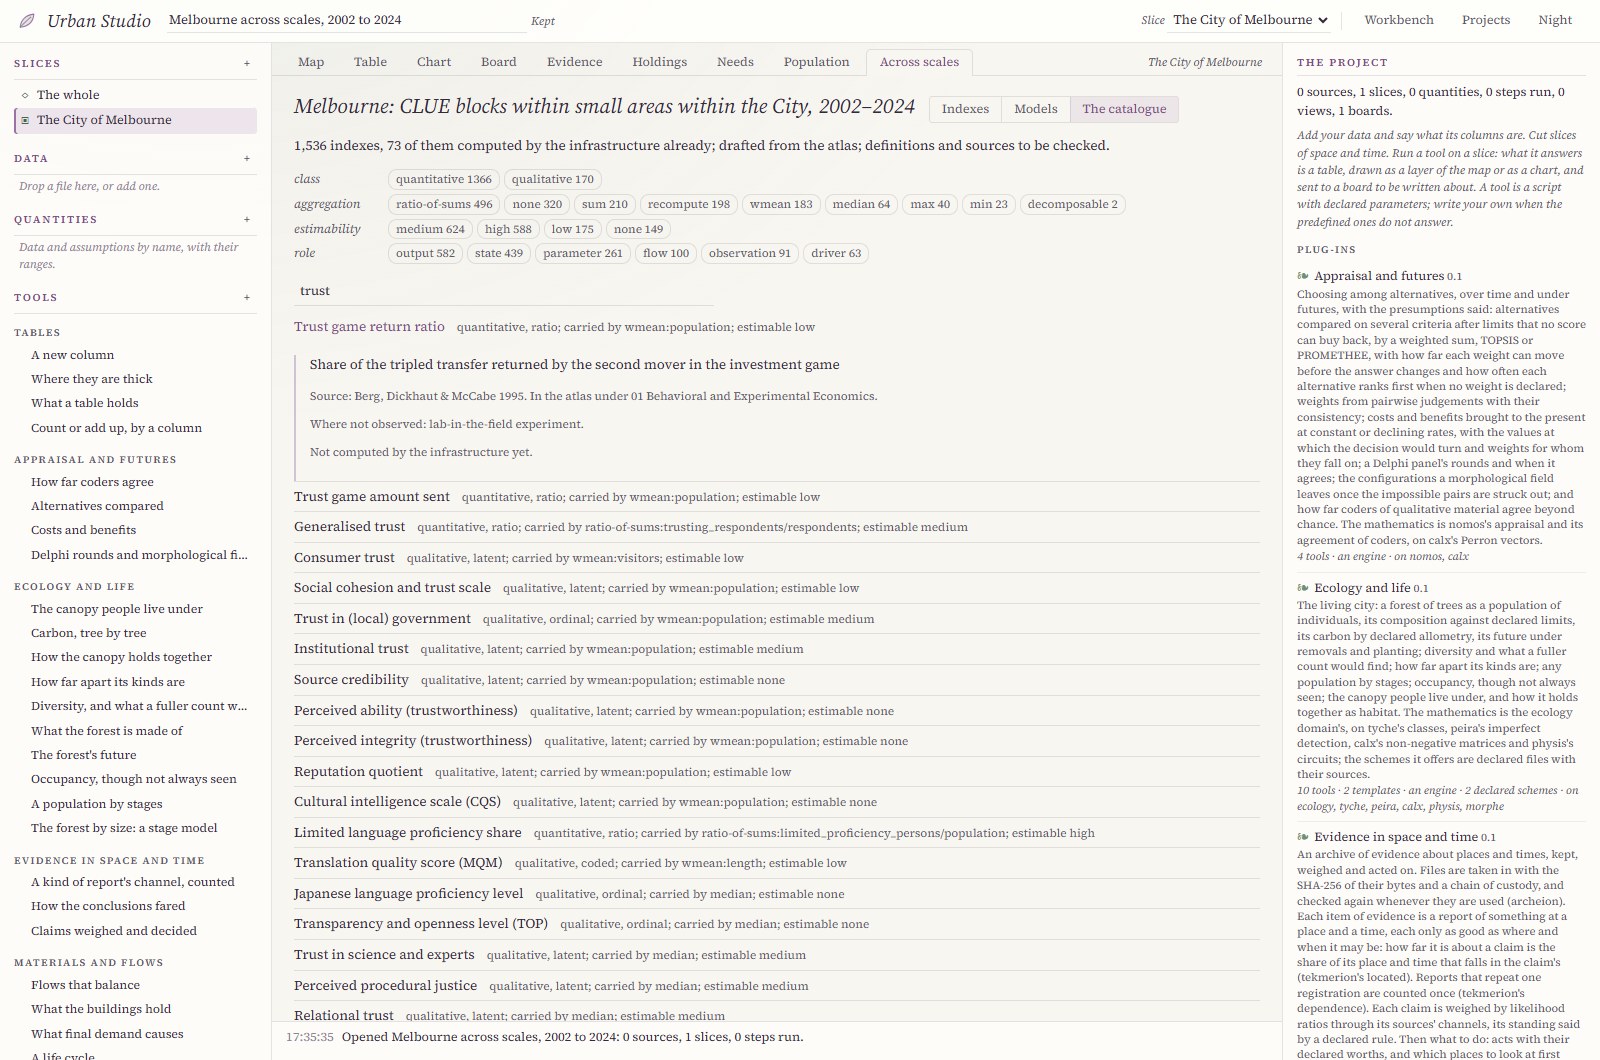 Urban Studio
Melbourne across scales, 2002 to 2024
Kept
Slice The City of Melbourne
Workbench
Projects
Night
SLICES +
The whole
The City of Melbourne
DATA +
Drop a file here, or add one.
QUANTITIES +
Data and assumptions by name, with their
ranges.
TOOLS +
TABLES
A new column
Where they are thick
What a table holds
Count or add up, by a column
APPRAISAL AND FUTURES
How far coders agree
Alternatives compared
Costs and benefits
Delphi rounds and morphological fi...
ECOLOGY AND LIFE
The canopy people live under
Carbon, tree by tree
How the canopy holds together
How far apart its kinds are
Diversity, and what a fuller count w...
What the forest is made of
The forest's future
Occupancy, though not always seen
A population by stages
The forest by size: a stage model
EVIDENCE IN SPACE AND TIME
A kind of report's channel, counted
How the conclusions fared
Claims weighed and decided
MATERIALS AND FLOWS
Flows that balance
What the buildings hold
What final demand causes
A life cycle
Map Table Chart Board Evidence Holdings Needs Population Across scales
The City of Melbourne
Melbourne: CLUE blocks within small areas within the City, 2002–2024
Indexes Models The catalogue
1,536 indexes, 73 of them computed by the infrastructure already; drafted from the atlas; definitions and sources to be checked.
class quantitative 1366 qualitative 170
aggregation ratio-of-sums 496 none 320 sum 210 recompute 198 wmean 183 median 64 max 40 min 23 decomposable 2
estimability medium 624 high 588 low 175 none 149
role output 582 state 439 parameter 261 flow 100 observation 91 driver 63
trust
Trust game return ratio quantitative, ratio; carried by wmean:population; estimable low
Share of the tripled transfer returned by the second mover in the investment game
Source: Berg, Dickhaut & McCabe 1995. In the atlas under 01 Behavioral and Experimental Economics.
Where not observed: lab-in-the-field experiment.
Not computed by the infrastructure yet.
Trust game amount sent quantitative, ratio; carried by wmean:population; estimable low
Generalised trust quantitative, ratio; carried by ratio-of-sums:trusting_respondents/respondents; estimable medium
Consumer trust qualitative, latent; carried by wmean:visitors; estimable low
Social cohesion and trust scale qualitative, latent; carried by wmean:population; estimable low
Trust in (local) government qualitative, ordinal; carried by wmean:population; estimable medium
Institutional trust qualitative, latent; carried by wmean:population; estimable medium
Source credibility qualitative, latent; carried by wmean:population; estimable none
Perceived ability (trustworthiness) qualitative, latent; carried by wmean:population; estimable none
Perceived integrity (trustworthiness) qualitative, latent; carried by wmean:population; estimable none
Reputation quotient qualitative, latent; carried by wmean:population; estimable low
Cultural intelligence scale (CQS) qualitative, latent; carried by wmean:population; estimable none
Limited language proficiency share quantitative, ratio; carried by ratio-of-sums:limited_proficiency_persons/population; estimable high
Translation quality score (MQM) qualitative, coded; carried by wmean:length; estimable low
Japanese language proficiency level qualitative, ordinal; carried by median; estimable none
Transparency and openness level (TOP) qualitative, ordinal; carried by median; estimable none
Trust in science and experts qualitative, latent; carried by median; estimable medium
Perceived procedural justice qualitative, latent; carried by median; estimable medium
Relational trust qualitative, latent; carried by median; estimable medium
17:35:35 Opened Melbourne across scales, 2002 to 2024: 0 sources, 1 slices, 0 steps run.
THE PROJECT
0 sources, 1 slices, 0 quantities, 0 steps run, 0
views, 1 boards.
Add your data and say what its columns are. Cut slices
of space and time. Run a tool on a slice: what it answers
is a table, drawn as a layer of the map or as a chart, and
sent to a board to be written about. A tool is a script
with declared parameters; write your own when the
predefined ones do not answer.
PLUG-INS
Appraisal and futures 0.1
Choosing among alternatives, over time and under
futures, with the presumptions said: alternatives
compared on several criteria after limits that no score
can buy back, by a weighted sum, TOPSIS or
PROMETHEE, with how far each weight can move
before the answer changes and how often each
alternative ranks first when no weight is declared;
weights from pairwise judgements with their
consistency; costs and benefits brought to the present
at constant or declining rates, with the values at
which the decision would turn and weights for whom
they fall on; a Delphi panel's rounds and when it
agrees; the configurations a morphological field
leaves once the impossible pairs are struck out; and
how far coders of qualitative material agree beyond
chance. The mathematics is nomos's appraisal and its
agreement of coders, on calx's Perron vectors.
4 tools · an engine · on nomos, calx
Ecology and life 0.1
The living city: a forest of trees as a population of
individuals, its composition against declared limits,
its carbon by declared allometry, its future under
removals and planting; diversity and what a fuller
count would find; how far apart its kinds are; any
population by stages; occupancy, though not always
seen; the canopy people live under, and how it holds
together as habitat. The mathematics is the ecology
domain's, on tyche's classes, peira's imperfect
detection, calx's non-negative matrices and physis's
circuits; the schemes it offers are declared files with
their sources.
10 tools · 2 templates · an engine · 2 declared schemes · on
ecology, tyche, peira, calx, physis, morphe
Evidence in space and time 0.1
An archive of evidence about places and times, kept,
weighed and acted on. Files are taken in with the
SHA-256 of their bytes and a chain of custody, and
checked again whenever they are used (archeion).
Each item of evidence is a report of something at a
place and a time, each only as good as where and
when it may be: how far it is about a claim is the
share of its place and time that falls in the claim's
(tekmerion's located). Reports that repeat one
registration are counted once (tekmerion's
dependence). Each claim is weighed by likelihood
ratios through its sources' channels, its standing said
by a declared rule. Then what to do: acts with their
declared worths, and which places to look at first